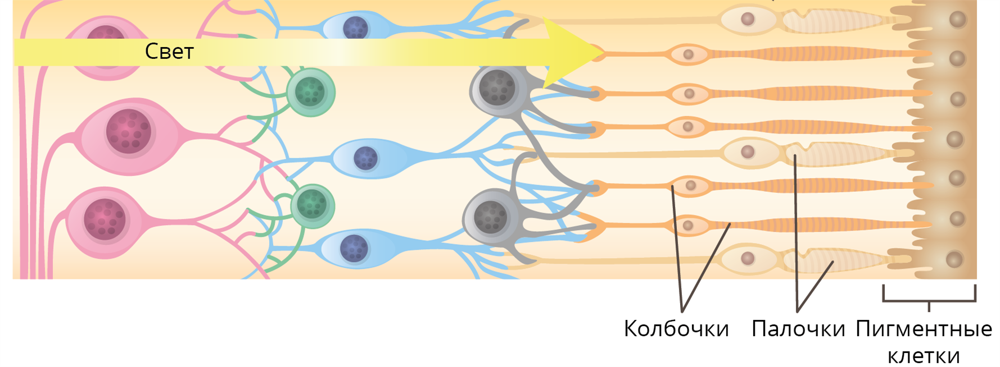 Свет
Колбочки
Палочки
Пигментные
клетки